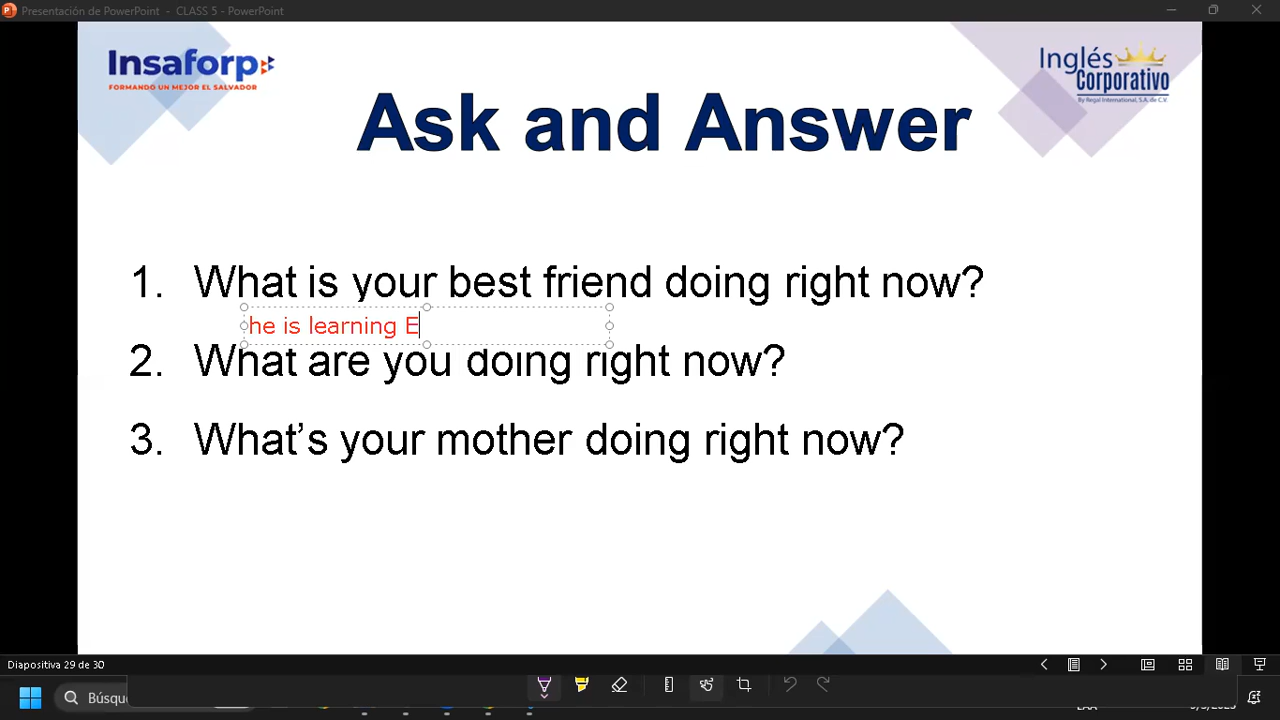 Presentación de PowerPoint - CLASS 5 - PowerPoint
Insaforp
FORMANDO UN MEJOR EL SALVADOR
Inglés
Corporativo
By Regal International, S.A. de C.V.
Ask and Answer
1. What is your best friend doing right now?
he is learning E
2. What are you doing right now?
3. What's your mother doing right now?
Diapositiva 29 de 30
Búsque